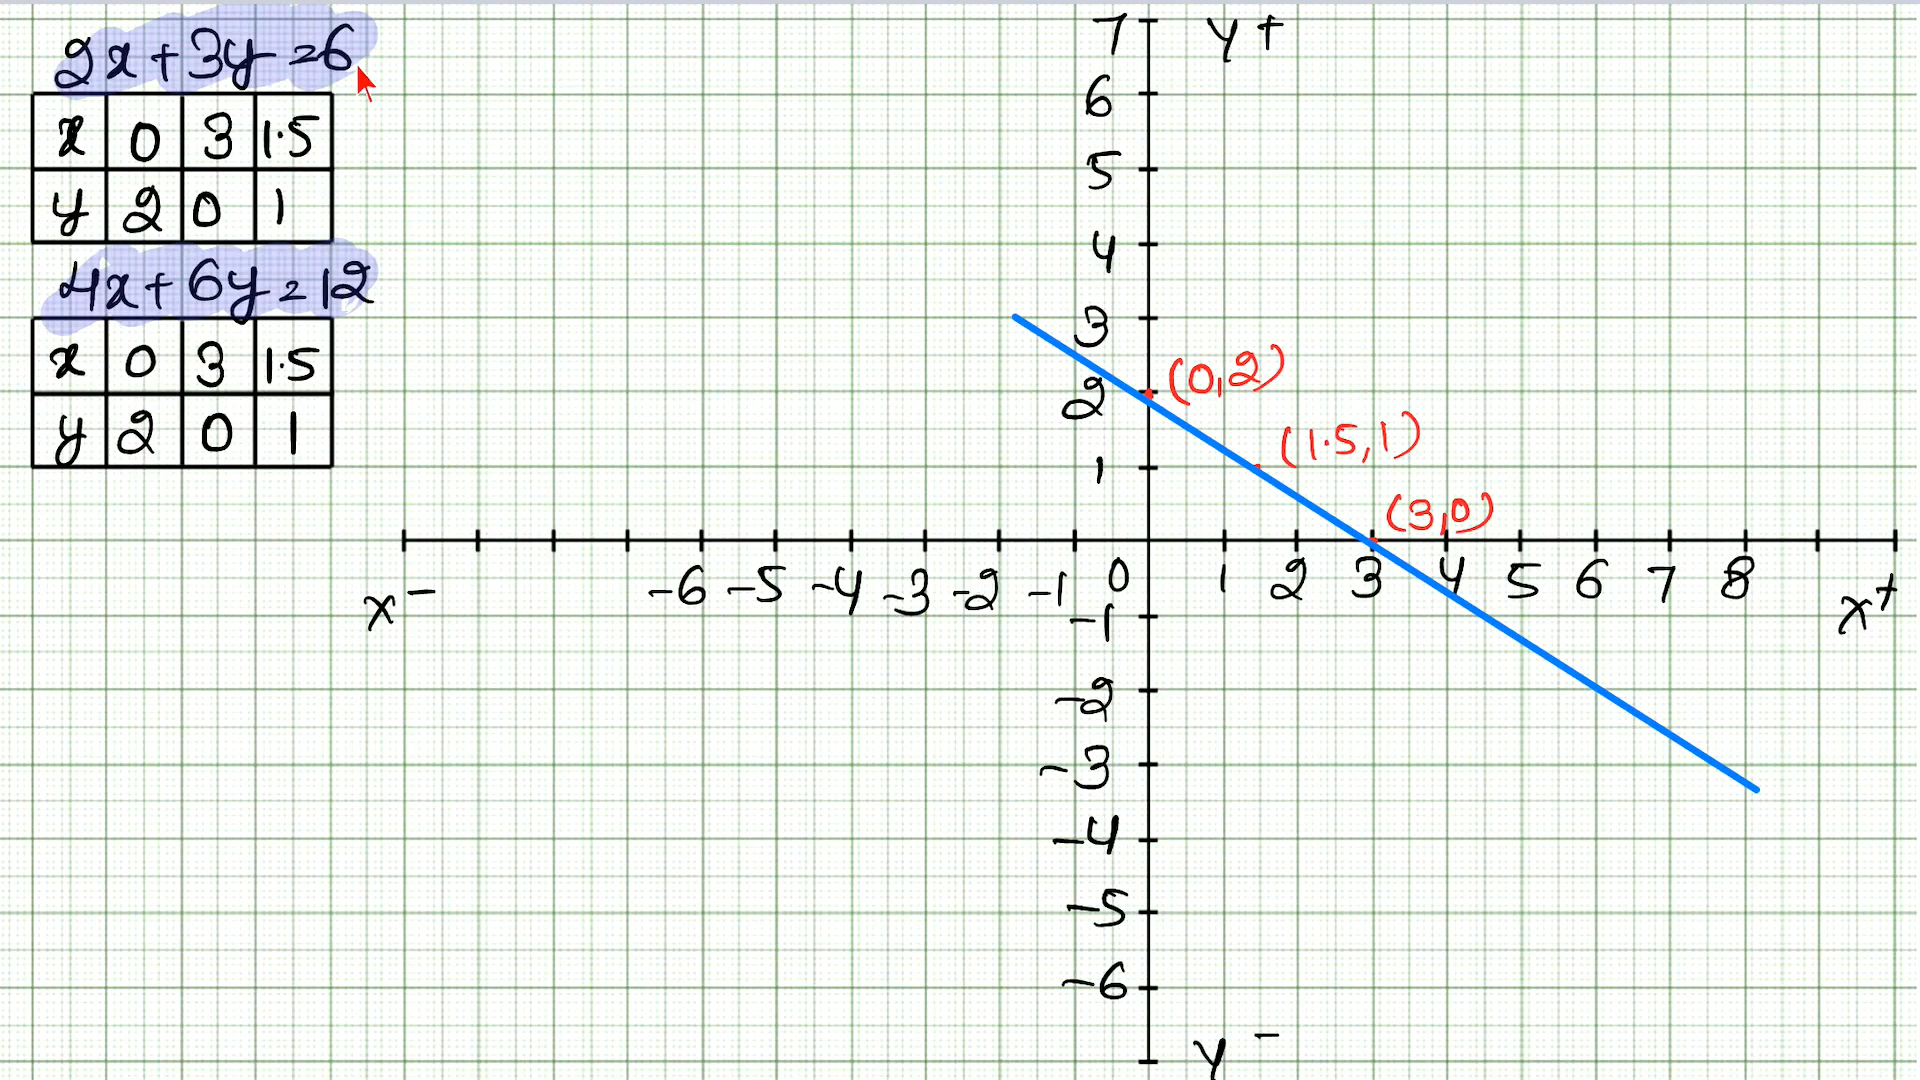 2x+3y=6
x 0 3 1.5
y 2 0 1
4x+6y=12
x 0 3 1.5
y 2 0 1
y+
7
6
5
4
3
2
1
(0,2)
(1.5,1)
(3,0)
-6 -5 -4 -3 -2 -1 0 1 2 3 4 5 6 7 8
x- x+
-1
-2
-3
-4
-5
-6
y-